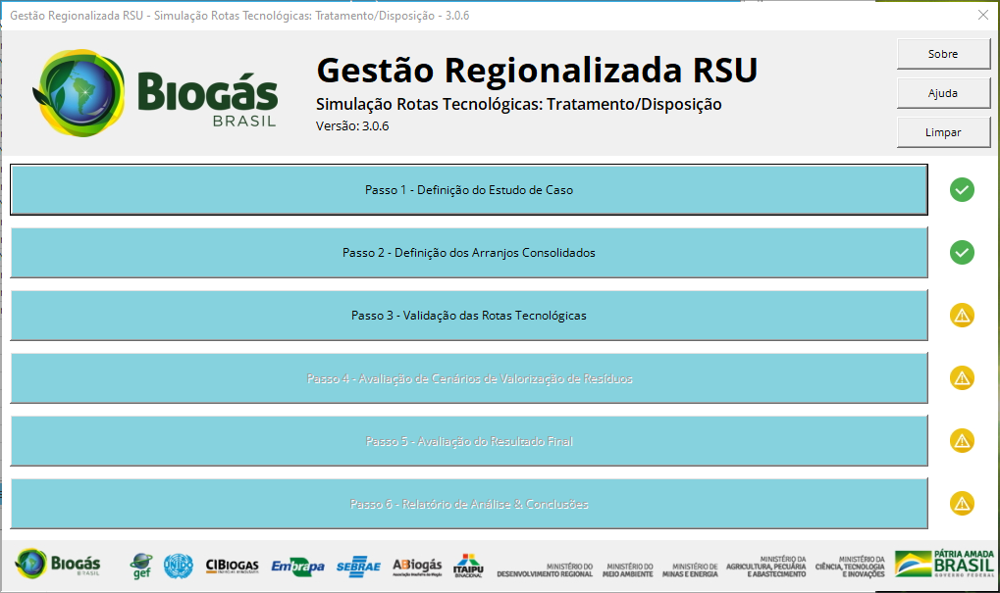 Gestão Regionalizada RSU - Simulação Rotas Tecnológicas: Tratamento/Disposição - 3.0.6
BIOGÁS
BRASIL
Gestão Regionalizada RSU
Simulação Rotas Tecnológicas: Tratamento/Disposição
Versão: 3.0.6
Sobre
Ajuda
Limpar
Passo 1 - Definição do Estudo de Caso
Passo 2 - Definição dos Arranjos Consolidados
Passo 3 - Validação das Rotas Tecnológicas
Passo 4 - Avaliação de Cenários de Valorização de Resíduos
Passo 5 - Avaliação do Resultado Final
Passo 6 - Relatório de Análise & Conclusões
BIOGÁS
BRASIL
gef
CIBIOGAS
Embrapa
SEBRAE
ABiogás
ITAIPU
BINACIONAL
MINISTÉRIO DO
DESENVOLVIMENTO REGIONAL
MINISTÉRIO DO
MEIO AMBIENTE
MINISTÉRIO DE
MINAS E ENERGIA
MINISTÉRIO DA
AGRICULTURA, PECUÁRIA
E ABASTECIMENTO
MINISTÉRIO DA
CIÊNCIA, TECNOLOGIA
E INOVAÇÕES
PÁTRIA AMADA
BRASIL
GOVERNO FEDERAL